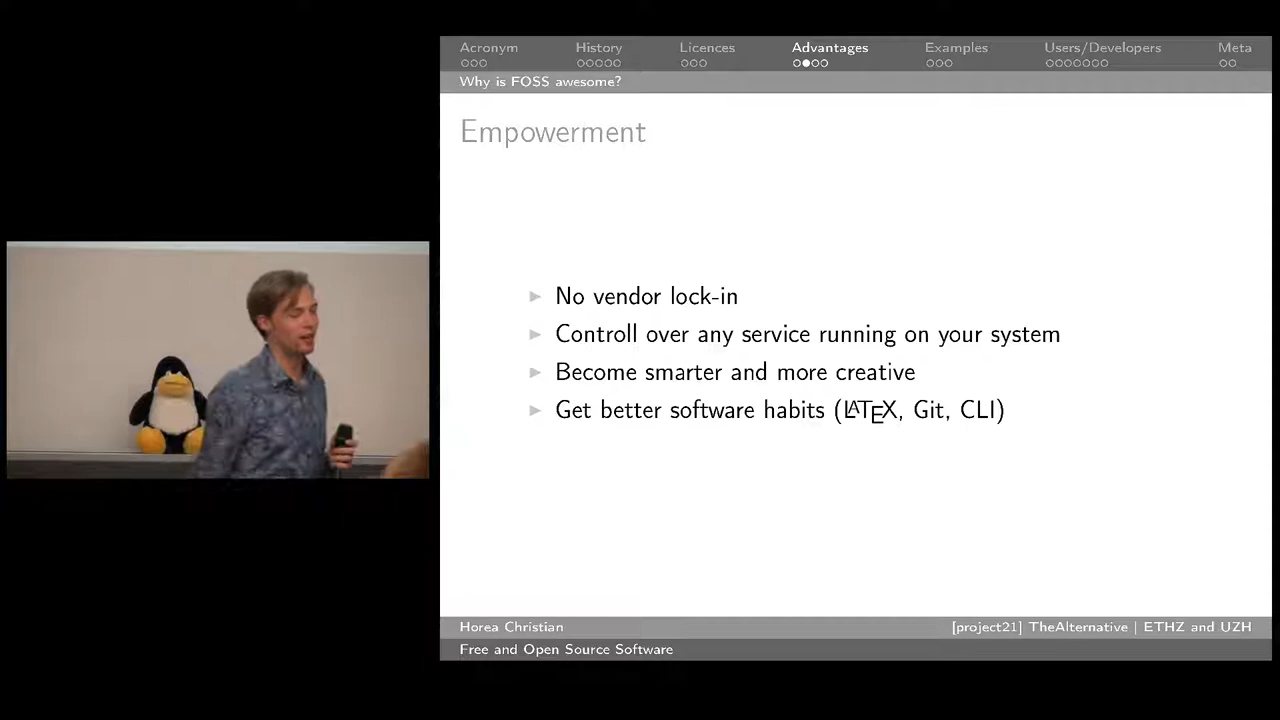 Acronym History Licences Advantages Examples Users/Developers Meta
Why is FOSS awesome?
Empowerment
No vendor lock-in
Controll over any service running on your system
Become smarter and more creative
Get better software habits (LATEX, Git, CLI)
Horea Christian [project21] TheAlternative | ETHZ and UZH
Free and Open Source Software